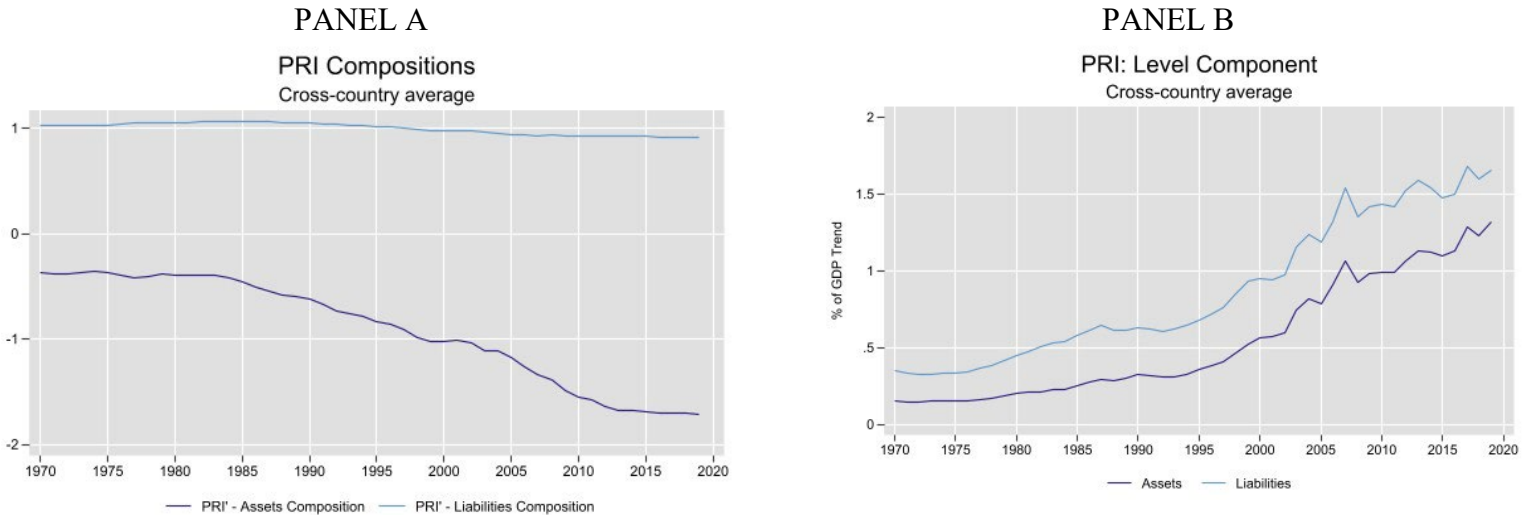 PANEL A
PRI Compositions
Cross-country average
1
0
-1
-2
1970 1975 1980 1985 1990 1995 2000 2005 2010 2015 2020
PRI' - Assets Composition PRI' - Liabilities Composition
PANEL B
PRI: Level Component
Cross-country average
% of GDP Trend
2
1.5
1
.5
0
1970 1975 1980 1985 1990 1995 2000 2005 2010 2015 2020
Assets Liabilities